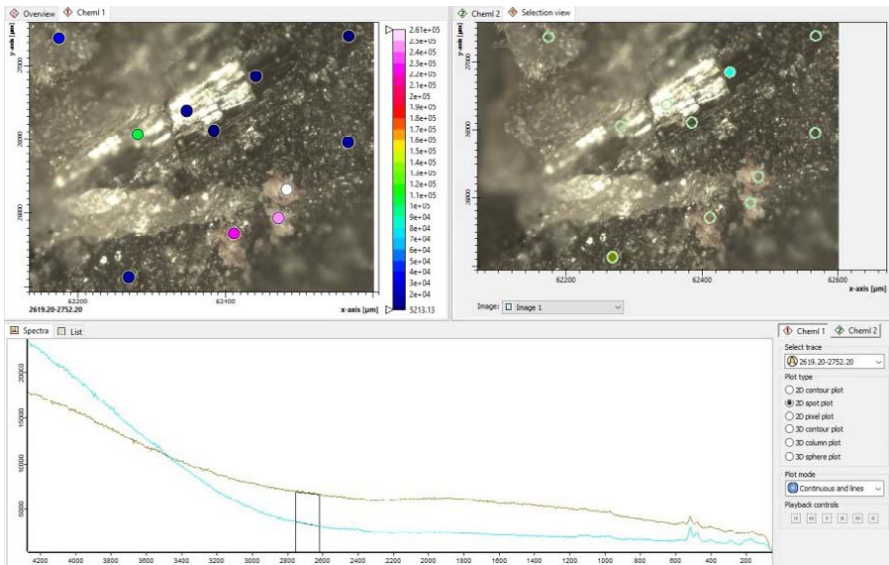 Overview Cheml 1
y-axis [µm]
2.61e+05
2.5e+05
2.4e+05
2.3e+05
2.2e+05
2.1e+05
2e+05
1.9e+05
1.8e+05
1.7e+05
1.6e+05
1.5e+05
1.4e+05
1.3e+05
1.2e+05
1.1e+05
1e+05
9e+04
8e+04
7e+04
6e+04
5e+04
4e+04
3e+04
2e+04
5213.13
62200 62400
2619.20-2752.20 x-axis [µm]
Cheml 2 Selection view
y-axis [µm]
62200 62400 62600
x-axis [µm]
Image: Image 1
Spectra List
20000
15000
10000
5000
4200 4000 3800 3600 3400 3200 3000 2800 2600 2400 2200 2000 1800 1600 1400 1200 1000 800 600 400 200
Cheml 1 Cheml 2
Select trace
2619.20-2752.20
Plot type
2D contour plot
2D spot plot
2D pixel plot
3D contour plot
3D column plot
3D sphere plot
Plot mode
Continuous and lines
Playback controls